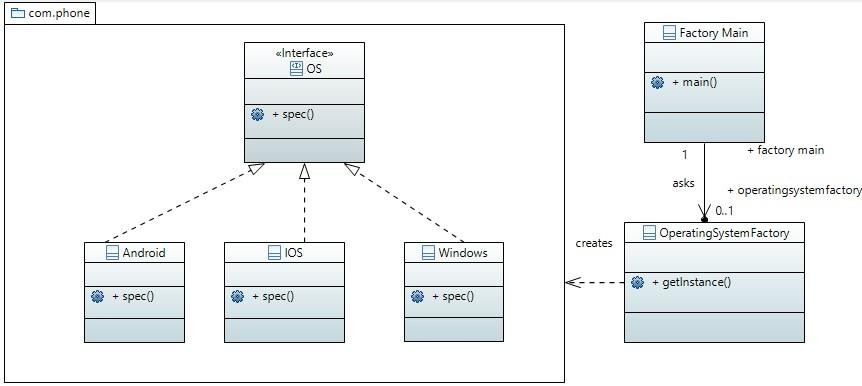 com.phone
«Interface»
OS
+ spec()
Android
+ spec()
IOS
+ spec()
Windows
+ spec()
Factory Main
+ main()
1
+ factory main
asks
+ operatingsystemfactory
0..1
creates
OperatingSystemFactory
+ getInstance()